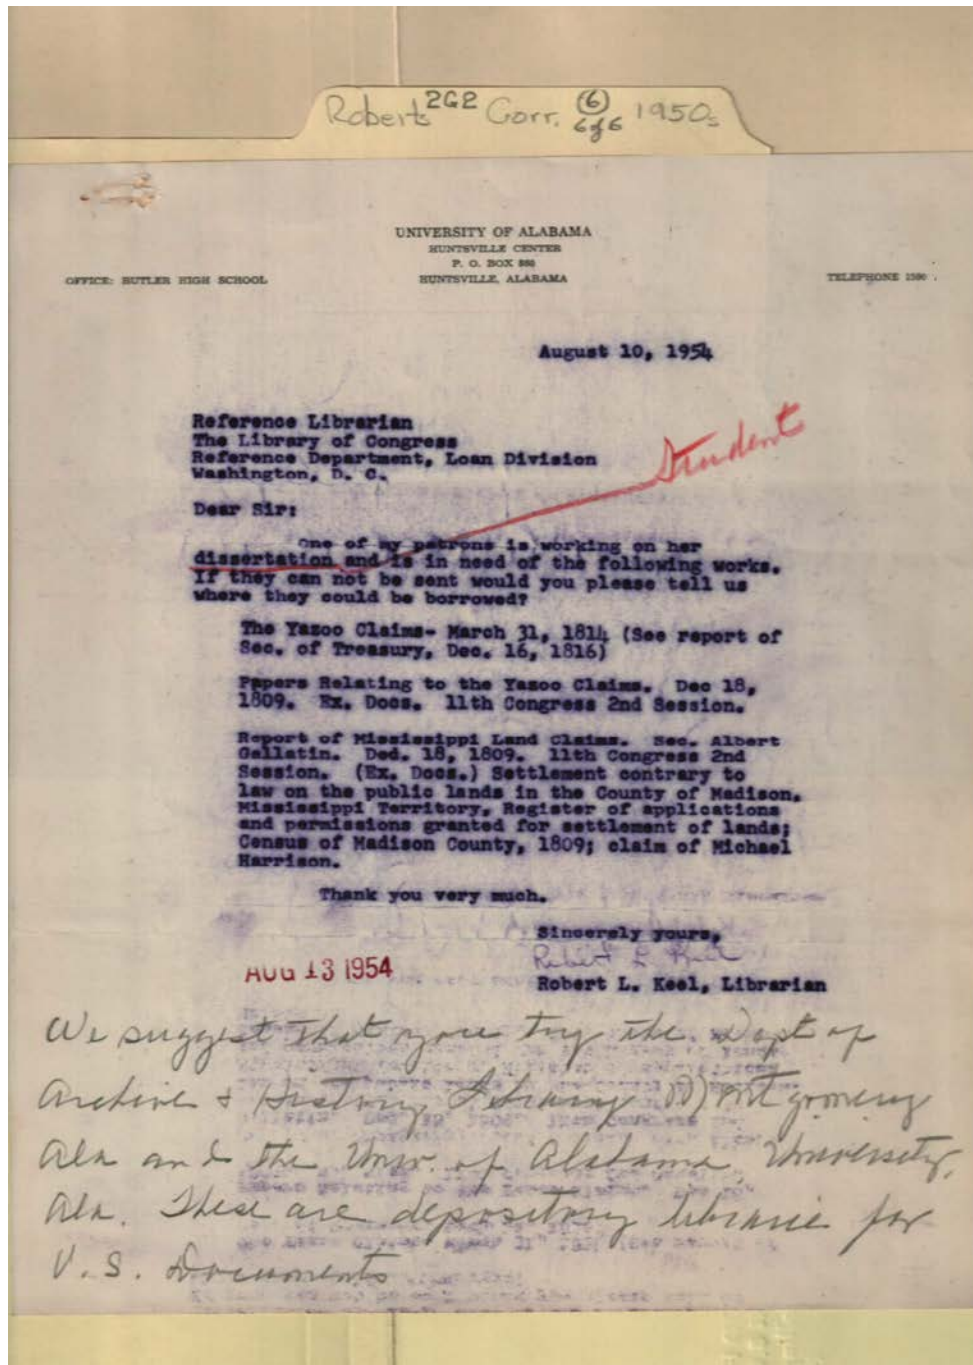 Roberts 2G2 Corr. (6) 1950s
6 of 6
UNIVERSITY OF ALABAMA
HUNTSVILLE CENTER
P. O. BOX
HUNTSVILLE, ALABAMA
OFFICE: BUTLER HIGH SCHOOL
TELEPHONE
August 10, 1954
Student
Reference Librarian
The Library of Congress
Reference Department, Loan Division
Washington, D. C.
Dear Sir:
One of my patrons is working on her
dissertation and is in need of the following works.
If they can not be sent would you please tell us
where they could be borrowed?
The Yazoo Claims- March 31, 1814 (See report of
Sec. of Treasury, Dec. 16, 1816)
Papers Relating to the Yazoo Claims. Dec 18,
1809. Ex. Docs. 11th Congress 2nd Session.
Report of Mississippi Land Claims. Sec. Albert
Gallatin. Ded. 18, 1809. 11th Congress 2nd
Session. (Ex. Docs.) Settlement contrary to
law on the public lands in the County of Madison.
Mississippi Territory, Register of applications
and permissions granted for settlement of lands;
Census of Madison County, 1809; claim of Michael
Harrison.
Thank you very much.
Sincerely yours,
Robert L. Keel
Robert L. Keel, Librarian
AUG 13 1954
We suggest that you try the Dept of
Archive & History Library Montgomery
Ala and the Univ. of Alabama, University,
Ala. These are depository libraries for
U.S. Documents